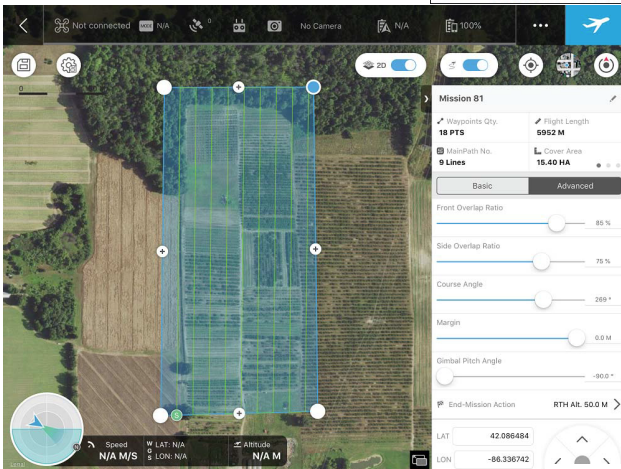 Not connected MODE N/A 0 No Camera N/A 100%
2D
0
Mission 81
Waypoints Qty. Flight Length
18 PTS 5952 M
MainPath No. Cover Area
9 Lines 15.40 HA
Basic Advanced
Front Overlap Ratio
85 %
Side Overlap Ratio
75 %
Course Angle
269 °
Margin
0.0 M
Gimbal Pitch Angle
-90.0 °
End-Mission Action RTH Alt. 50.0 M
S
N
Speed WGS LAT: N/A Altitude
N/A M/S LON: N/A N/A M
Legal
LAT 42.086484
LON -86.336742